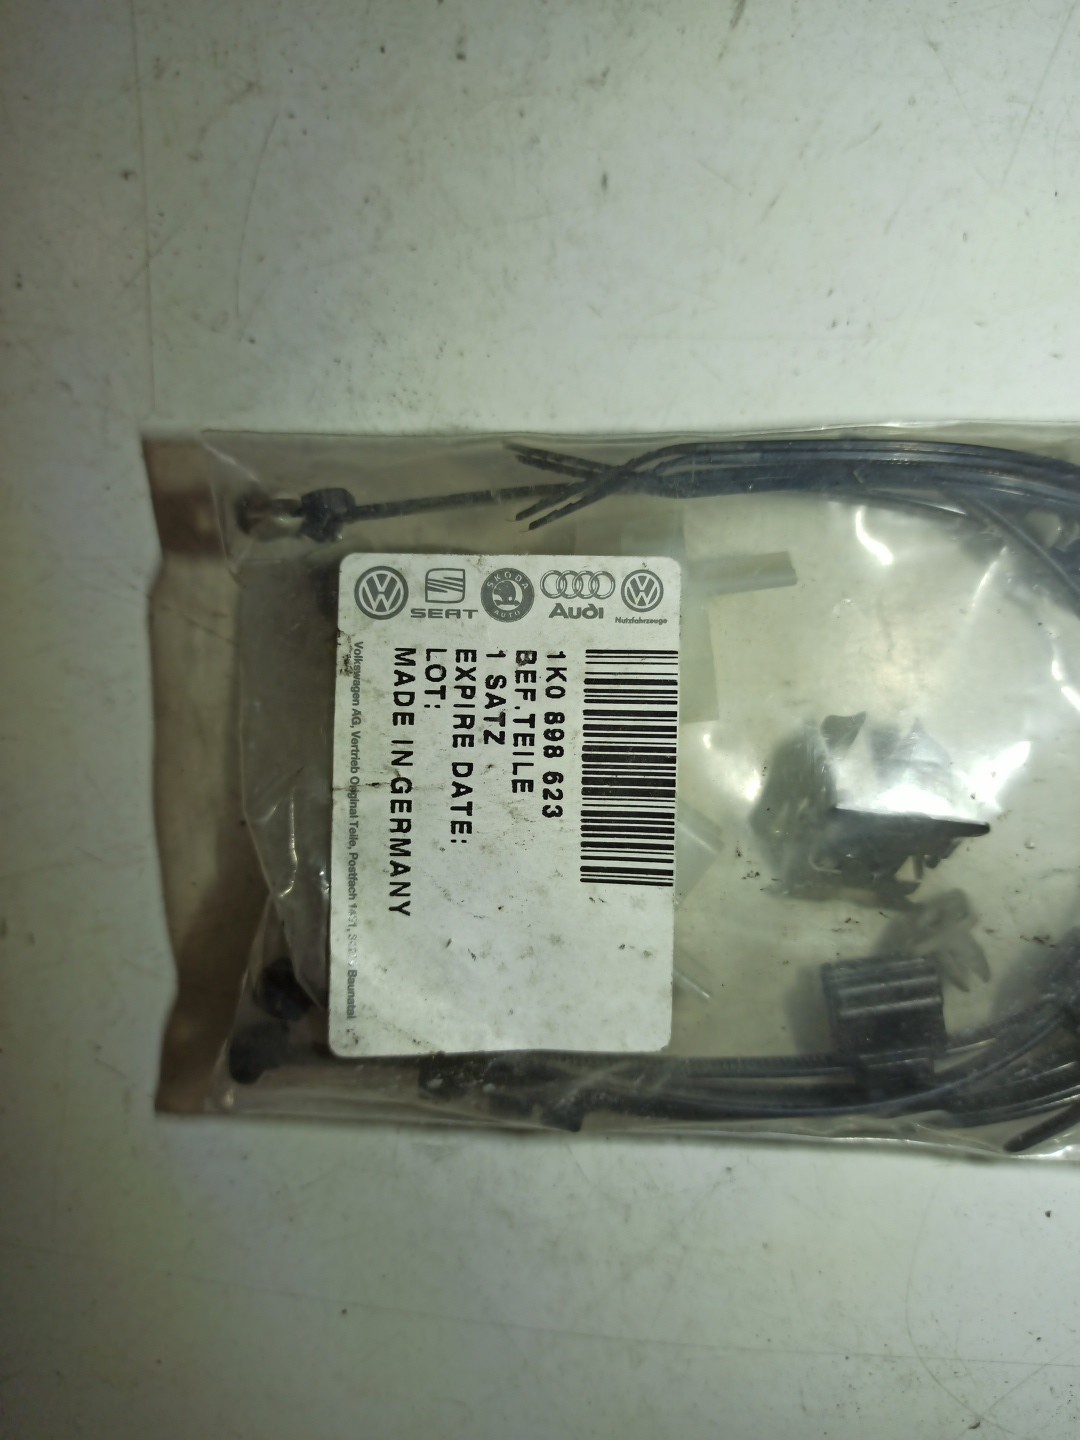 SEAT
SKODA
AUTO
Audi
Nutzfahrzeuge
1K0 898 623
BEF.TEILE
1 SATZ
EXPIRE DATE:
LOT:
MADE IN GERMANY
Volkswagen AG, Vertrieb Original Teile, Postfach Baunatal